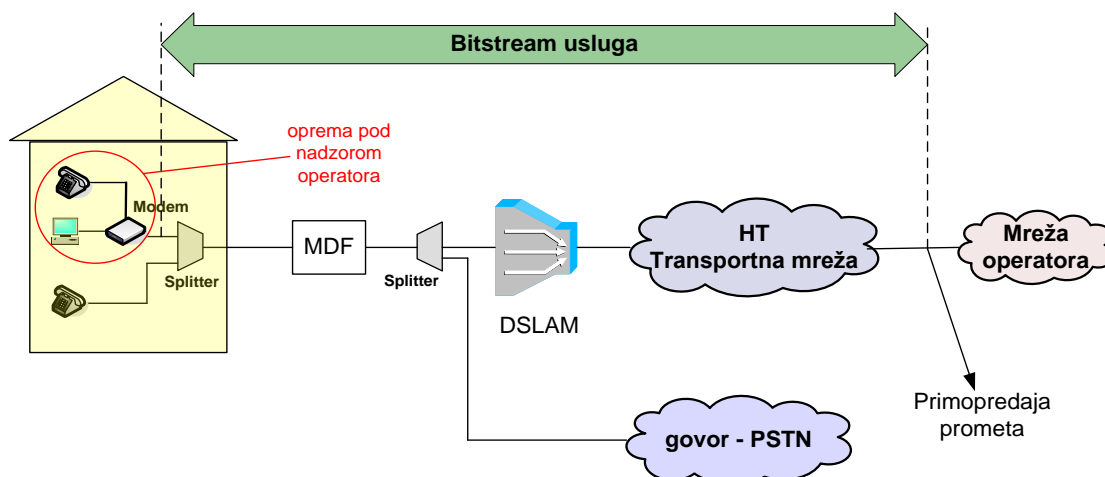 Bitstream usluga
oprema pod
nadzorom
operatora
Modem
Splitter
MDF
Splitter
DSLAM
HT
Transportna mreža
Mreža
operatora
Primopredaja
prometa
govor - PSTN